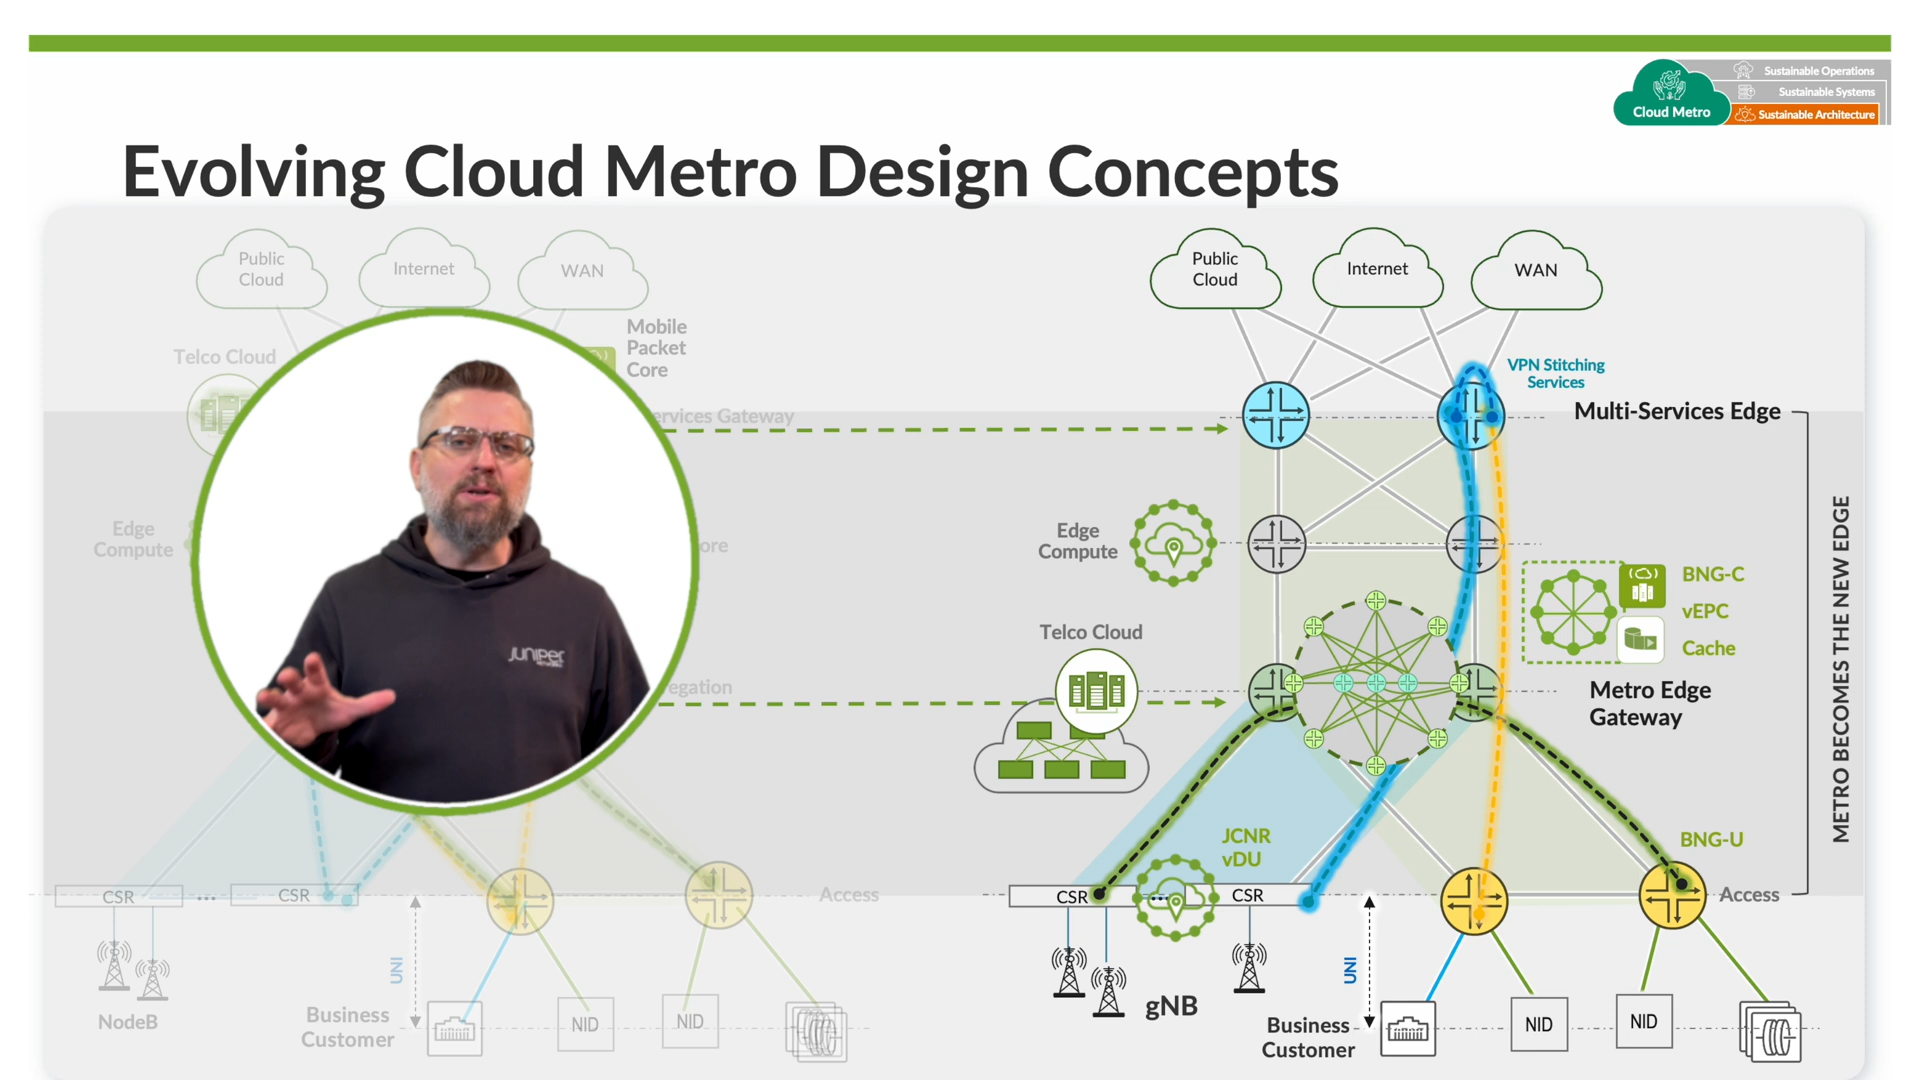 Sustainable Operations
Sustainable Systems
Cloud Metro
Sustainable Architecture
Evolving Cloud Metro Design Concepts
Public
Cloud
Internet
WAN
Mobile
Packet
Core
Telco Cloud
ervices Gateway
Edge
Compute
ore
egation
JUNIPER
NETWORKS
CSR
...
CSR
Access
UNI
NodeB
Business
Customer
NID
NID
Public
Cloud
Internet
WAN
VPN Stitching
Services
Multi-Services Edge
Edge
Compute
BNG-C
vEPC
Cache
Telco Cloud
Metro Edge
Gateway
METRO BECOMES THE NEW EDGE
JCNR
vDU
BNG-U
CSR
...
CSR
Access
UNI
gNB
Business
Customer
NID
NID